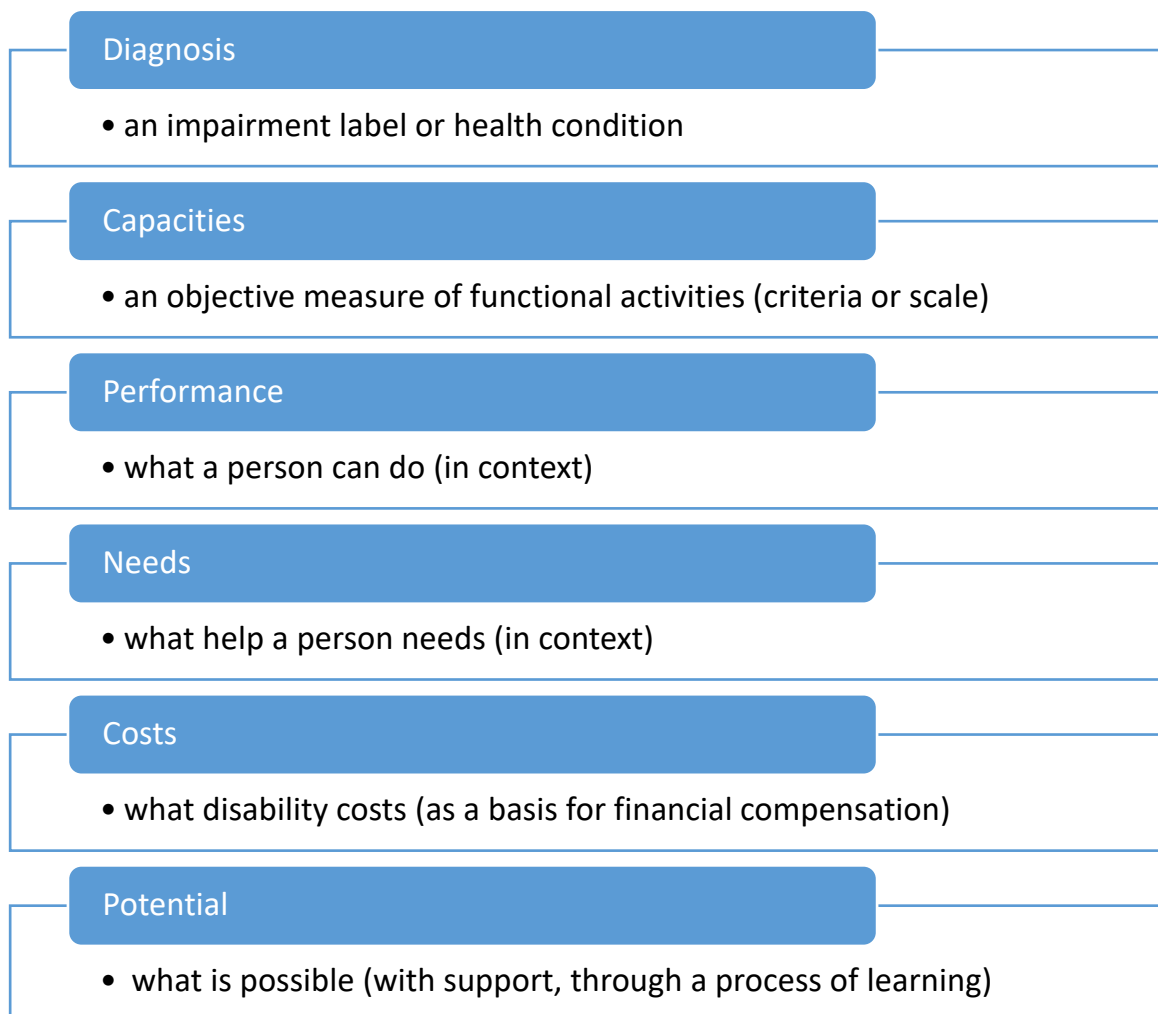 Diagnosis
• an impairment label or health condition
Capacities
• an objective measure of functional activities (criteria or scale)
Performance
• what a person can do (in context)
Needs
• what help a person needs (in context)
Costs
• what disability costs (as a basis for financial compensation)
Potential
• what is possible (with support, through a process of learning)